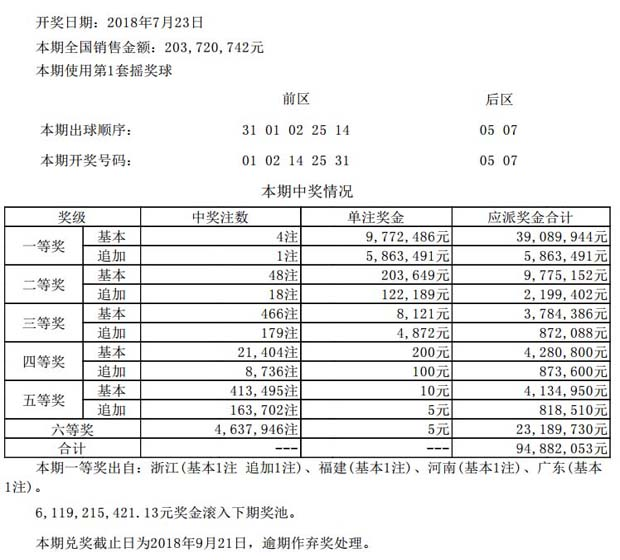 开奖日期：2018年7月23日
本期全国销售金额：203,720,742元
本期使用第1套摇奖球
前区 后区
本期出球顺序： 31 01 02 25 14 05 07
本期开奖号码： 01 02 14 25 31 05 07
本期中奖情况
奖级 中奖注数 单注奖金 应派奖金合计
一等奖 基本 4注 9,772,486元 39,089,944元
追加 1注 5,863,491元 5,863,491元
二等奖 基本 48注 203,649元 9,775,152元
追加 18注 122,189元 2,199,402元
三等奖 基本 466注 8,121元 3,784,386元
追加 179注 4,872元 872,088元
四等奖 基本 21,404注 200元 4,280,800元
追加 8,736注 100元 873,600元
五等奖 基本 413,495注 10元 4,134,950元
追加 163,702注 5元 818,510元
六等奖 4,637,946注 5元 23,189,730元
合计 --- --- 94,882,053元
本期一等奖出自：浙江(基本1注 追加1注)、福建(基本1注)、河南(基本1注)、广东(基本
1注)。
6,119,215,421.13元奖金滚入下期奖池。
本期兑奖截止日为2018年9月21日，逾期作弃奖处理。